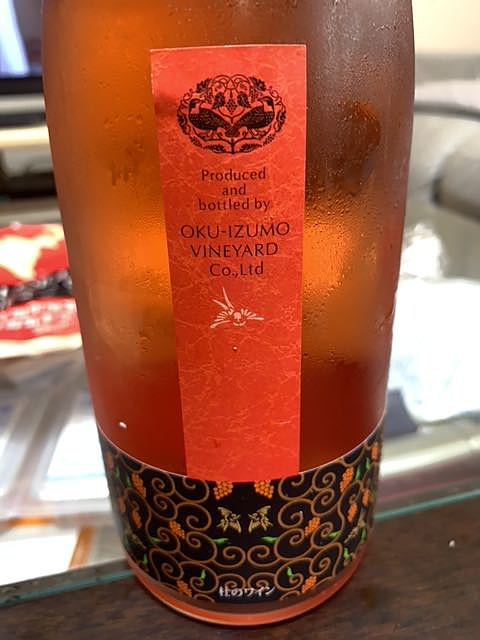 Produced
and
bottled by
OKU-IZUMO
VINEYARD
Co.,Ltd
杜のワイン